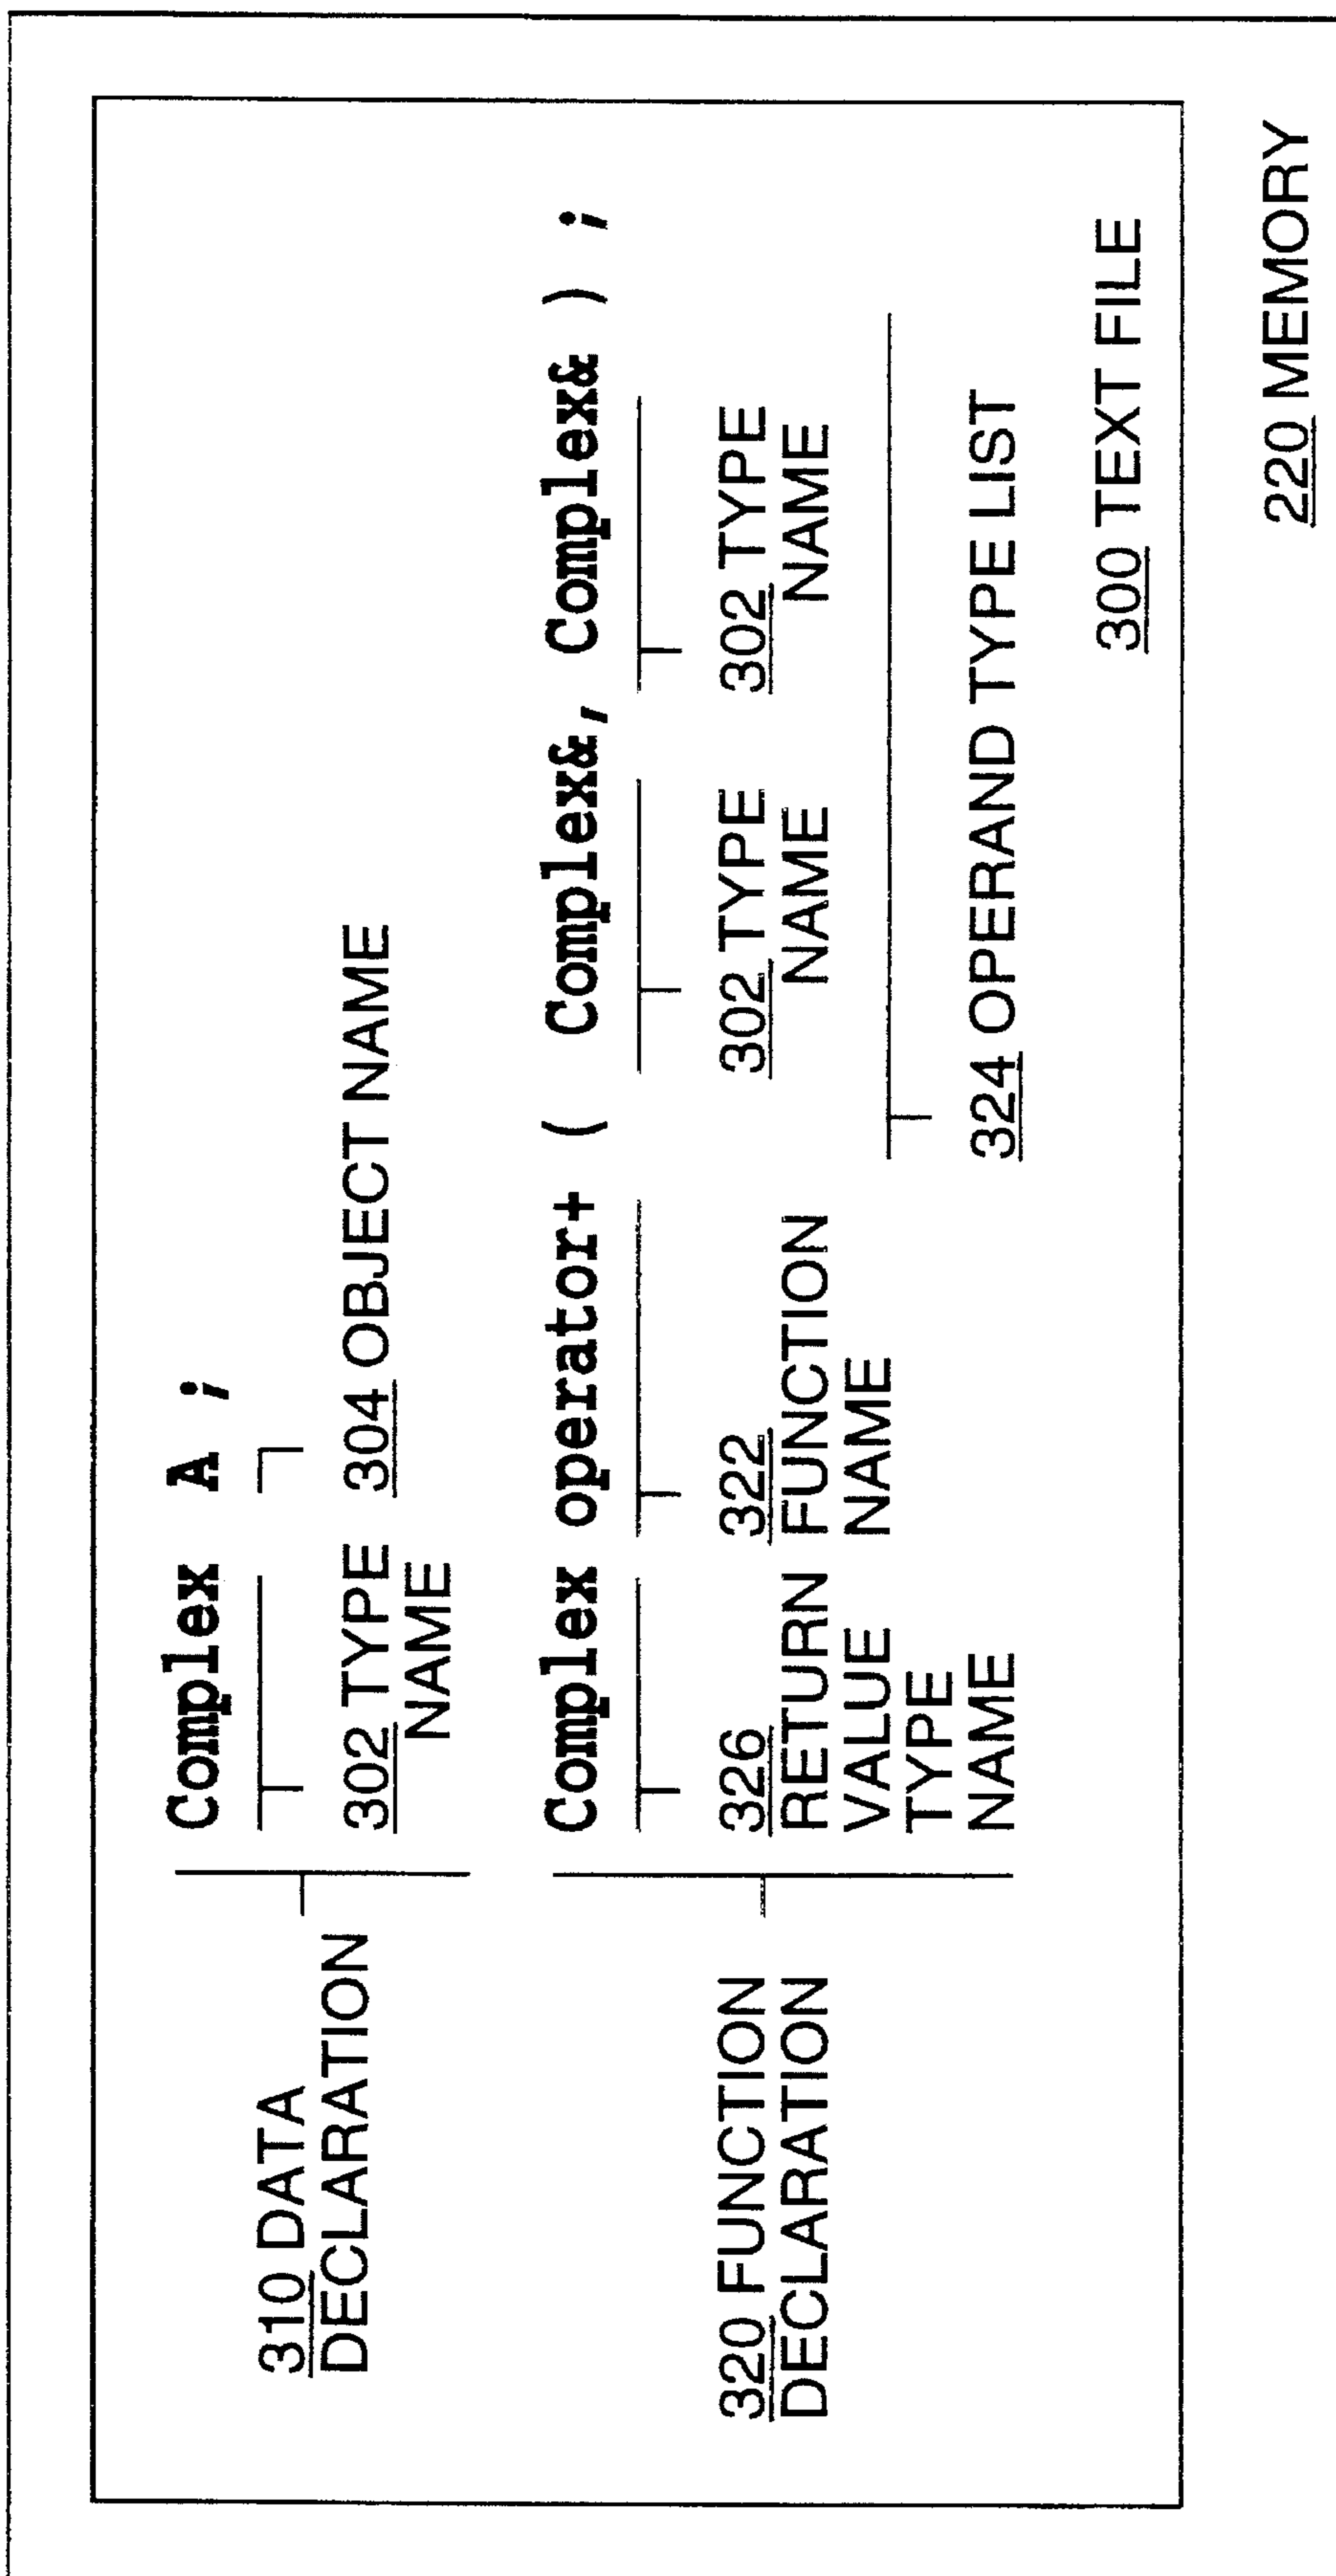 Complex A ;
310 DATA
DECLARATION
302 TYPE
NAME
304 OBJECT NAME
Complex operator+ ( Complex&, Complex& ) ;
320 FUNCTION
DECLARATION
326
RETURN
VALUE
TYPE
NAME
322
FUNCTION
NAME
302 TYPE
NAME
302 TYPE
NAME
324 OPERAND TYPE LIST
300 TEXT FILE
220 MEMORY